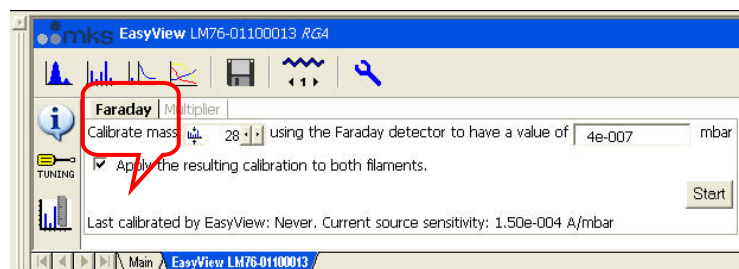 mks EasyView LM76-01100013 RGA
1
Faraday Multiplier
Calibrate mass 28 using the Faraday detector to have a value of 4e-007 mbar
TUNING
Apply the resulting calibration to both filaments.
Start
Last calibrated by EasyView: Never. Current source sensitivity: 1.50e-004 A/mbar
Main EasyView LM76-01100013